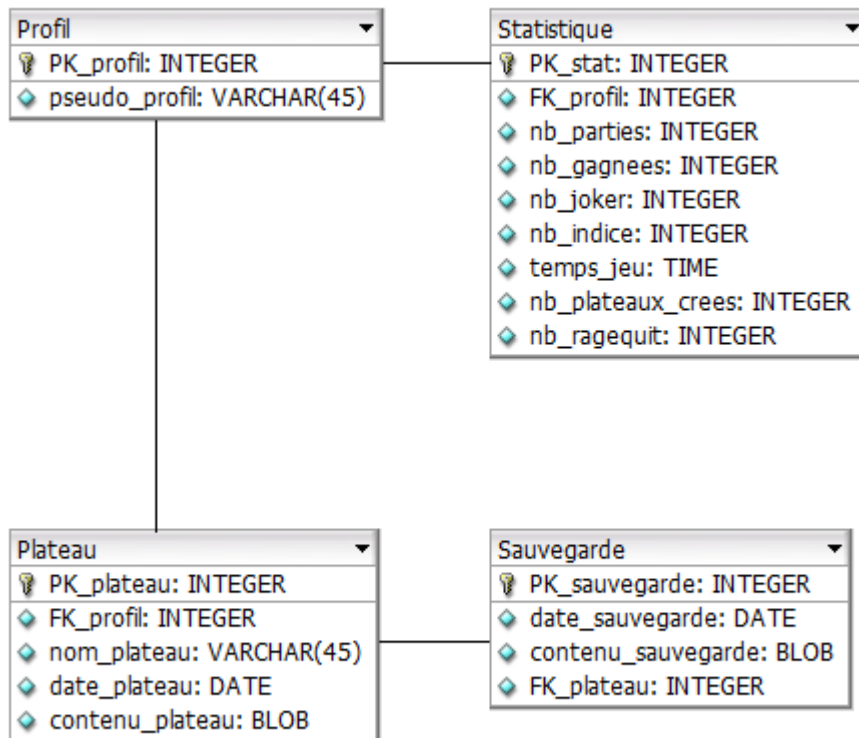 Profil
PK_profil: INTEGER
pseudo_profil: VARCHAR(45)
Statistique
PK_stat: INTEGER
FK_profil: INTEGER
nb_parties: INTEGER
nb_gagnees: INTEGER
nb_joker: INTEGER
nb_indice: INTEGER
temps_jeu: TIME
nb_plateaux_crees: INTEGER
nb_ragequit: INTEGER
Plateau
PK_plateau: INTEGER
FK_profil: INTEGER
nom_plateau: VARCHAR(45)
date_plateau: DATE
contenu_plateau: BLOB
Sauvegarde
PK_sauvegarde: INTEGER
date_sauvegarde: DATE
contenu_sauvegarde: BLOB
FK_plateau: INTEGER